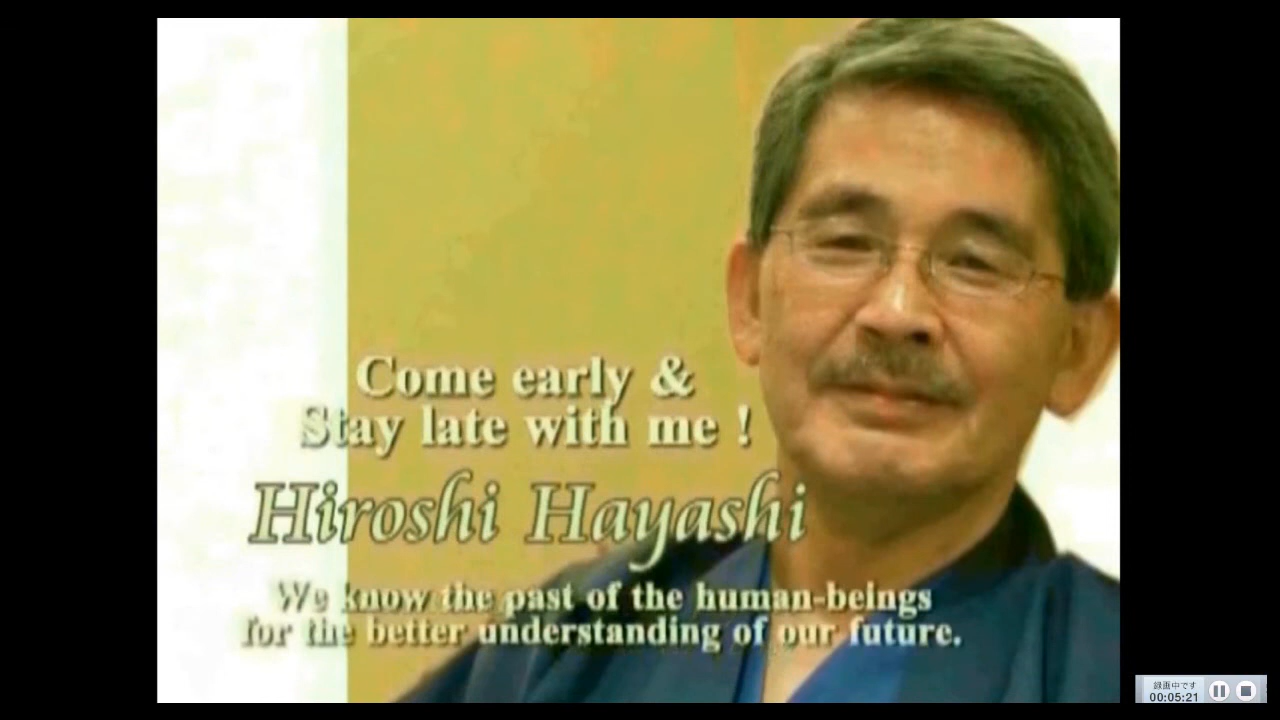 Come early &
Stay late with me !
Hiroshi Hayashi
We know the past of the human-beings
for the better understanding of our future.
録画中です
00:05:21